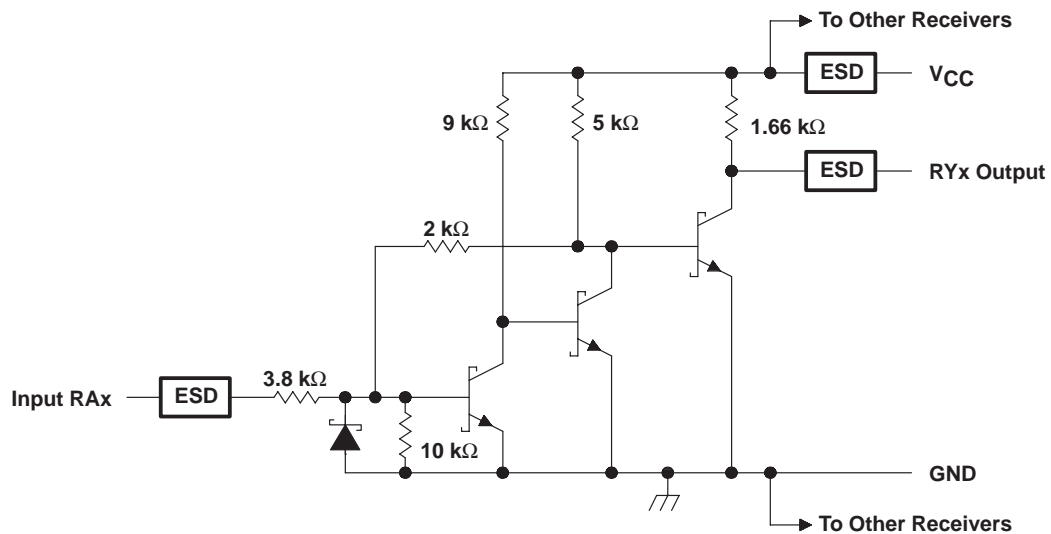 To Other Receivers
ESD
VCC
9 kΩ
5 kΩ
1.66 kΩ
ESD
RYx Output
2 kΩ
Input RAx
ESD
3.8 kΩ
10 kΩ
GND
To Other Receivers